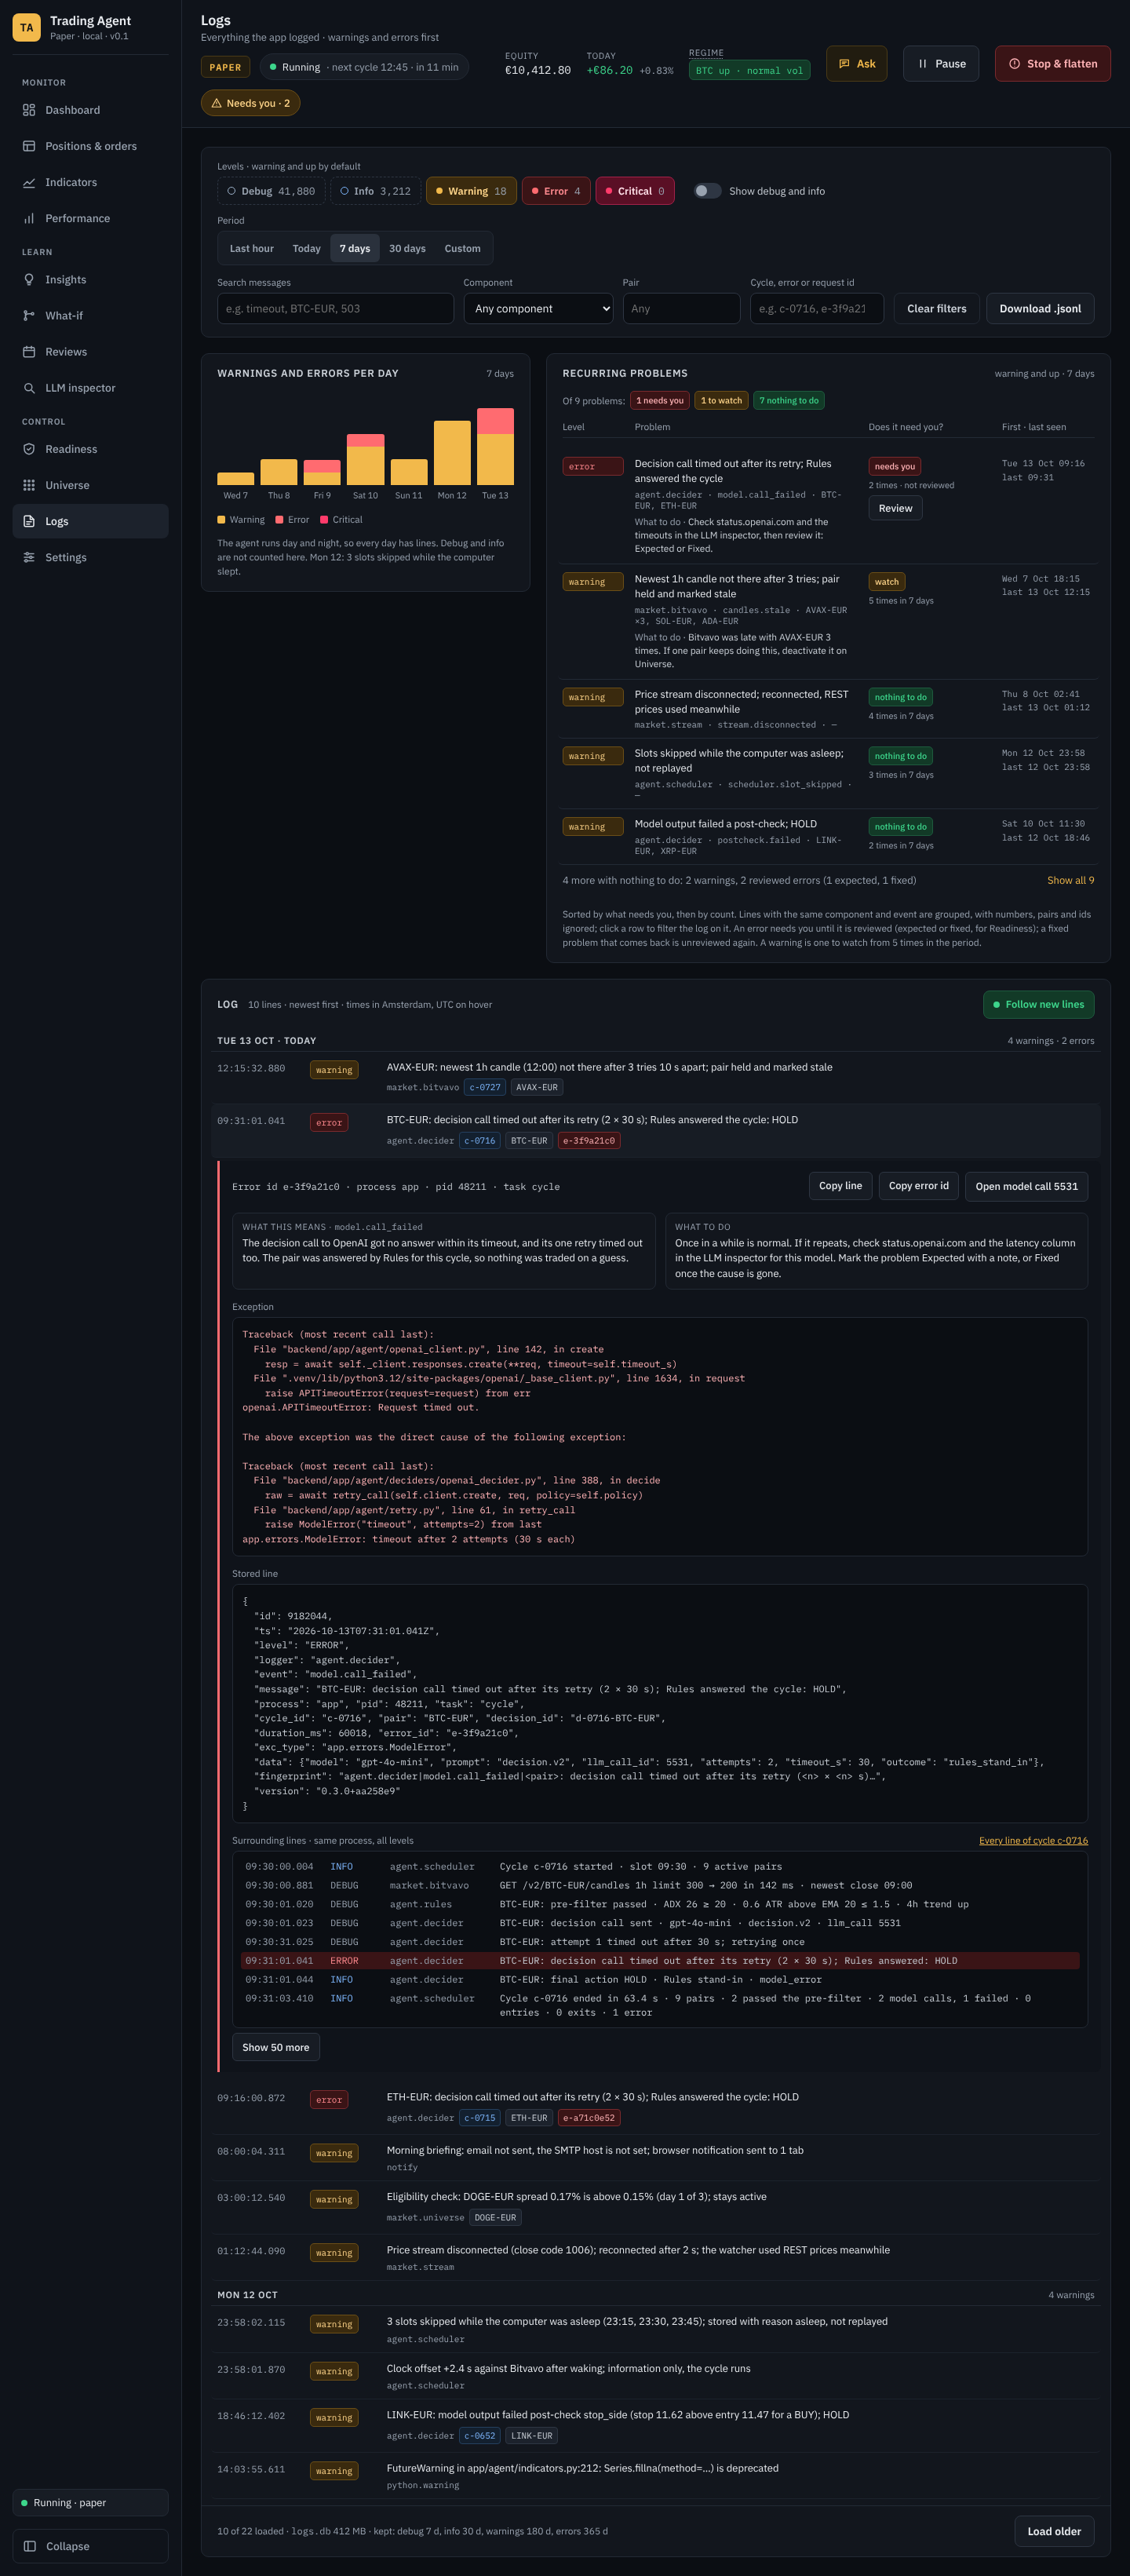 TA
Trading Agent
Paper · local · v0.1
MONITOR
Dashboard
Positions & orders
Indicators
Performance
LEARN
Insights
What-if
Reviews
LLM inspector
CONTROL
Readiness
Universe
Logs
Settings
Running · paper
Collapse
Logs
Everything the app logged · warnings and errors first
PAPER
Running · next cycle 12:45 · in 11 min
EQUITY
€10,412.80
TODAY
+€86.20 +0.83%
REGIME
BTC up · normal vol
Ask
Pause
Stop & flatten
Needs you · 2
Levels · warning and up by default
Debug 41,880
Info 3,212
Warning 18
Error 4
Critical 0
Show debug and info
Period
Last hour
Today
7 days
30 days
Custom
Search messages
Component
Pair
Cycle, error or request id
e.g. timeout, BTC-EUR, 503
Any component
Any
e.g. c-0716, e-3f9a21
Clear filters
Download .jsonl
WARNINGS AND ERRORS PER DAY
7 days
Wed 7
Thu 8
Fri 9
Sat 10
Sun 11
Mon 12
Tue 13
Warning
Error
Critical
The agent runs day and night, so every day has lines. Debug and info
are not counted here. Mon 12: 3 slots skipped while the computer
slept.
RECURRING PROBLEMS
warning and up · 7 days
Of 9 problems:
1 needs you
1 to watch
7 nothing to do
Level
Problem
Does it need you?
First · last seen
error
Decision call timed out after its retry; Rules
answered the cycle
agent.decider · model.call_failed · BTC-
EUR, ETH-EUR
What to do · Check status.openai.com and the
timeouts in the LLM inspector, then review it:
Expected or Fixed.
needs you
2 times · not reviewed
Review
Tue 13 Oct 09:16
last 09:31
warning
Newest 1h candle not there after 3 tries; pair
held and marked stale
market.bitvavo · candles.stale · AVAX-EUR
×3, SOL-EUR, ADA-EUR
What to do · Bitvavo was late with AVAX-EUR 3
times. If one pair keeps doing this, deactivate it on
Universe.
watch
5 times in 7 days
Wed 7 Oct 18:15
last 13 Oct 12:15
warning
Price stream disconnected; reconnected, REST
prices used meanwhile
market.stream · stream.disconnected · —
nothing to do
4 times in 7 days
Thu 8 Oct 02:41
last 13 Oct 01:12
warning
Slots skipped while the computer was asleep;
not replayed
agent.scheduler · scheduler.slot_skipped ·
—
nothing to do
3 times in 7 days
Mon 12 Oct 23:58
last 12 Oct 23:58
warning
Model output failed a post-check; HOLD
agent.decider · postcheck.failed · LINK-
EUR, XRP-EUR
nothing to do
2 times in 7 days
Sat 10 Oct 11:30
last 12 Oct 18:46
4 more with nothing to do: 2 warnings, 2 reviewed errors (1 expected, 1 fixed)
Show all 9
Sorted by what needs you, then by count. Lines with the same component and event are grouped, with numbers, pairs and ids
ignored; click a row to filter the log on it. An error needs you until it is reviewed (expected or fixed, for Readiness); a fixed
problem that comes back is unreviewed again. A warning is one to watch from 5 times in the period.
LOG
10 lines · newest first · times in Amsterdam, UTC on hover
Follow new lines
TUE 13 OCT · TODAY
4 warnings · 2 errors
12:15:32.880
warning
AVAX-EUR: newest 1h candle (12:00) not there after 3 tries 10 s apart; pair held and marked stale
market.bitvavo c-0727 AVAX-EUR
09:31:01.041
error
BTC-EUR: decision call timed out after its retry (2 × 30 s); Rules answered the cycle: HOLD
agent.decider c-0716 BTC-EUR e-3f9a21c0
Error id e-3f9a21c0 · process app · pid 48211 · task cycle
Copy line
Copy error id
Open model call 5531
WHAT THIS MEANS · model.call_failed
The decision call to OpenAI got no answer within its timeout, and its one retry timed out
too. The pair was answered by Rules for this cycle, so nothing was traded on a guess.
WHAT TO DO
Once in a while is normal. If it repeats, check status.openai.com and the latency column
in the LLM inspector for this model. Mark the problem Expected with a note, or Fixed
once the cause is gone.
Exception
Traceback (most recent call last):
File "backend/app/agent/openai_client.py", line 142, in create
resp = await self._client.responses.create(**req, timeout=self.timeout_s)
File ".venv/lib/python3.12/site-packages/openai/_base_client.py", line 1634, in request
raise APITimeoutError(request=request) from err
openai.APITimeoutError: Request timed out.
The above exception was the direct cause of the following exception:
Traceback (most recent call last):
File "backend/app/agent/deciders/openai_decider.py", line 388, in decide
raw = await retry_call(self.client.create, req, policy=self.policy)
File "backend/app/agent/retry.py", line 61, in retry_call
raise ModelError("timeout", attempts=2) from last
app.errors.ModelError: timeout after 2 attempts (30 s each)
Stored line
{
"id": 9182044,
"ts": "2026-10-13T07:31:01.041Z",
"level": "ERROR",
"logger": "agent.decider",
"event": "model.call_failed",
"message": "BTC-EUR: decision call timed out after its retry (2 × 30 s); Rules answered the cycle: HOLD",
"process": "app", "pid": 48211, "task": "cycle",
"cycle_id": "c-0716", "pair": "BTC-EUR", "decision_id": "d-0716-BTC-EUR",
"duration_ms": 60018, "error_id": "e-3f9a21c0",
"exc_type": "app.errors.ModelError",
"data": {"model": "gpt-4o-mini", "prompt": "decision.v2", "llm_call_id": 5531, "attempts": 2, "timeout_s": 30, "outcome": "rules_stand_in"},
"fingerprint": "agent.decider|model.call_failed|<pair>: decision call timed out after its retry (<n> × <n> s)…",
"version": "0.3.0+aa258e9"
}
Surrounding lines · same process, all levels
Every line of cycle c-0716
09:30:00.004 INFO agent.scheduler Cycle c-0716 started · slot 09:30 · 9 active pairs
09:30:00.881 DEBUG market.bitvavo GET /v2/BTC-EUR/candles 1h limit 300 → 200 in 142 ms · newest close 09:00
09:30:01.020 DEBUG agent.rules BTC-EUR: pre-filter passed · ADX 26 ≥ 20 · 0.6 ATR above EMA 20 ≤ 1.5 · 4h trend up
09:30:01.023 DEBUG agent.decider BTC-EUR: decision call sent · gpt-4o-mini · decision.v2 · llm_call 5531
09:30:31.025 DEBUG agent.decider BTC-EUR: attempt 1 timed out after 30 s; retrying once
09:31:01.041 ERROR agent.decider BTC-EUR: decision call timed out after its retry (2 × 30 s); Rules answered: HOLD
09:31:01.044 INFO agent.decider BTC-EUR: final action HOLD · Rules stand-in · model_error
09:31:03.410 INFO agent.scheduler Cycle c-0716 ended in 63.4 s · 9 pairs · 2 passed the pre-filter · 2 model calls, 1 failed · 0
entries · 0 exits · 1 error
Show 50 more
09:16:00.872
error
ETH-EUR: decision call timed out after its retry (2 × 30 s); Rules answered the cycle: HOLD
agent.decider c-0715 ETH-EUR e-a71c0e52
08:00:04.311
warning
Morning briefing: email not sent, the SMTP host is not set; browser notification sent to 1 tab
notify
03:00:12.540
warning
Eligibility check: DOGE-EUR spread 0.17% is above 0.15% (day 1 of 3); stays active
market.universe DOGE-EUR
01:12:44.090
warning
Price stream disconnected (close code 1006); reconnected after 2 s; the watcher used REST prices meanwhile
market.stream
MON 12 OCT
4 warnings
23:58:02.115
warning
3 slots skipped while the computer was asleep (23:15, 23:30, 23:45); stored with reason asleep, not replayed
agent.scheduler
23:58:01.870
warning
Clock offset +2.4 s against Bitvavo after waking; information only, the cycle runs
agent.scheduler
18:46:12.402
warning
LINK-EUR: model output failed post-check stop_side (stop 11.62 above entry 11.47 for a BUY); HOLD
agent.decider c-0652 LINK-EUR
14:03:55.611
warning
FutureWarning in app/agent/indicators.py:212: Series.fillna(method=…) is deprecated
python.warning
10 of 22 loaded · logs.db 412 MB · kept: debug 7 d, info 30 d, warnings 180 d, errors 365 d
Load older